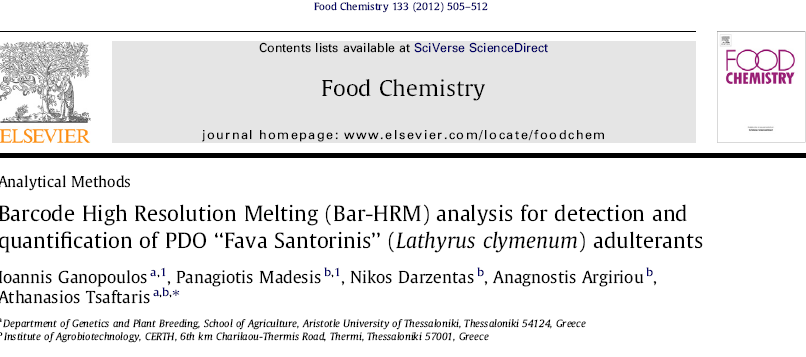 Food Chemistry 133 (2012) 505–512
Contents lists available at SciVerse ScienceDirect
Food Chemistry
journal homepage: www.elsevier.com/locate/foodchem
ELSEVIER
FOOD
CHEMISTRY
Analytical Methods
Barcode High Resolution Melting (Bar-HRM) analysis for detection and
quantification of PDO “Fava Santorinis” (Lathyrus clymenum) adulterants
Ioannis Ganopoulos a,1, Panagiotis Madesis b,1, Nikos Darzentas b, Anagnostis Argiriou b,
Athanasios Tsaftaris a,b,*
a Department of Genetics and Plant Breeding, School of Agriculture, Aristotle University of Thessaloniki, Thessaloniki 54124, Greece
b Institute of Agrobiotechnology, CERTH, 6th km Charilaou-Thermis Road, Thermi, Thessaloniki 57001, Greece